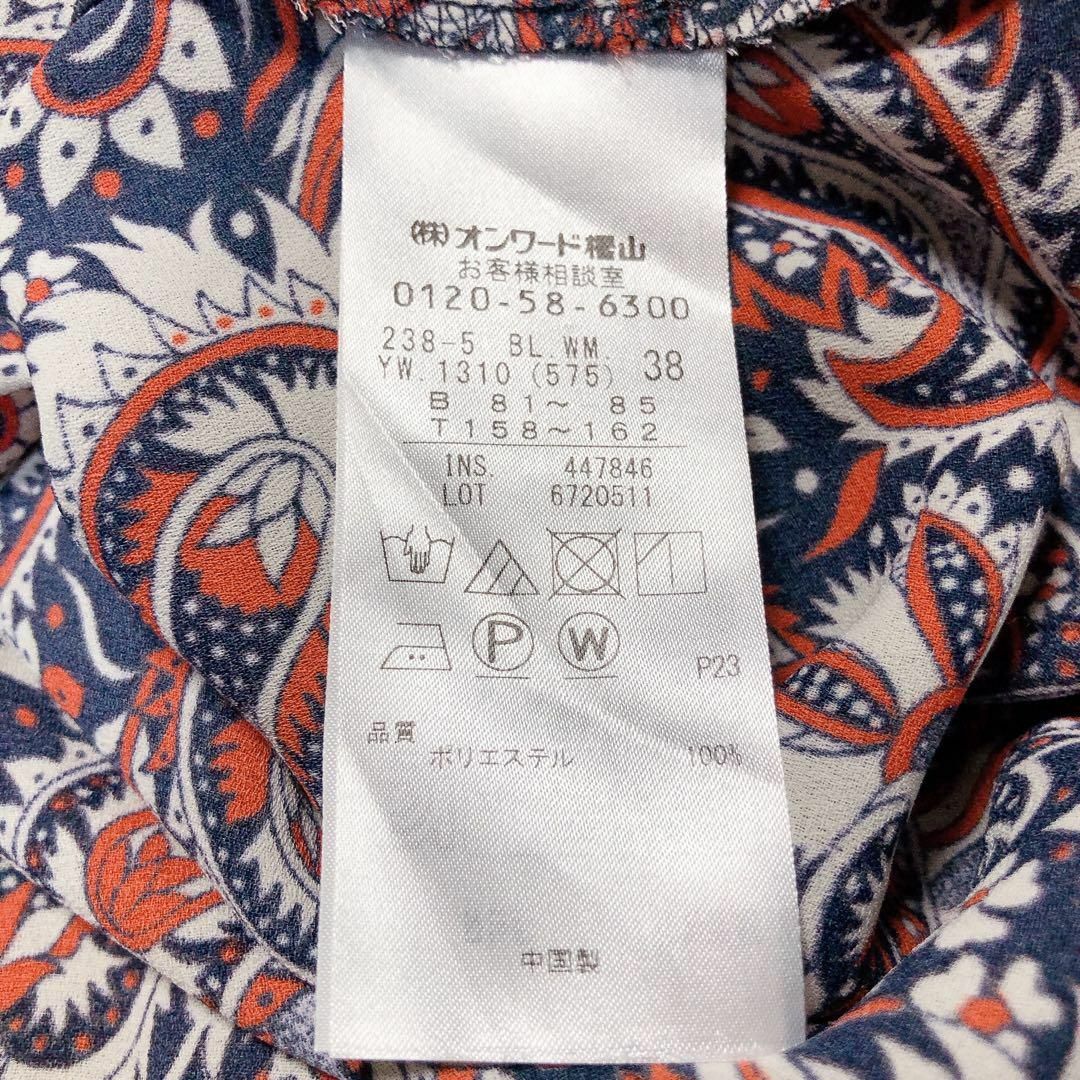 (株)オンワード樫山
お客様相談室
0120-58-6300
238-5 BL.WM. 38
YW.1310 (575)
B 81〜 85
T158〜162
INS. 447846
LOT 6720511
P W
P23
品質
ポリエステル 100%
中国製